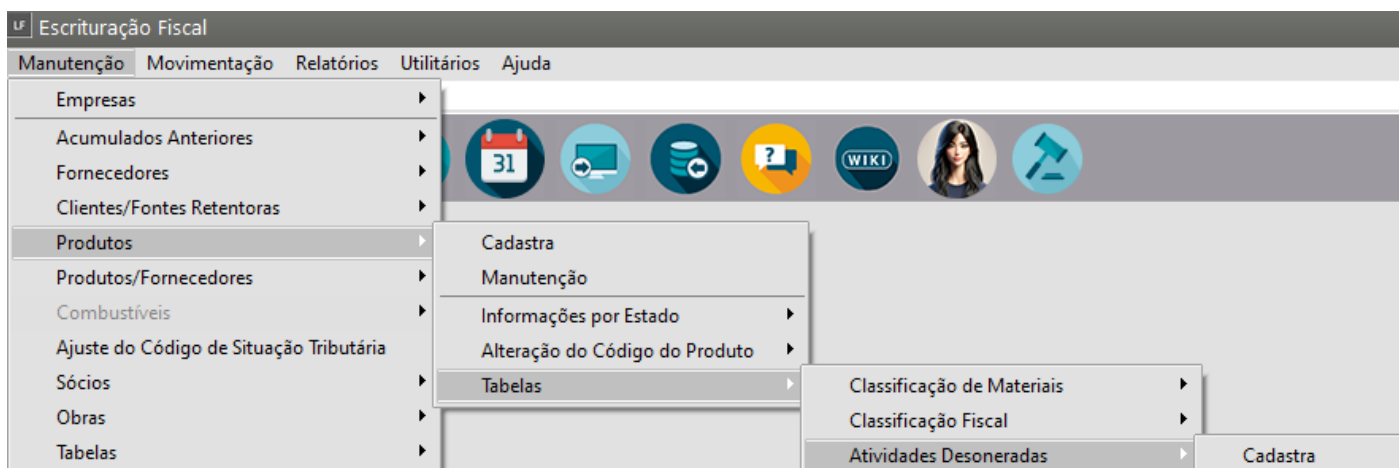 LF Escrituração Fiscal
Manutenção Movimentação Relatórios Utilitários Ajuda
Empresas
Acumulados Anteriores
31 ? WIKI
Fornecedores
Clientes/Fontes Retentoras
Produtos
Cadastra
Produtos/Fornecedores
Manutenção
Combustíveis
Informações por Estado
Ajuste do Código de Situação Tributária
Alteração do Código do Produto
Sócios
Tabelas
Classificação de Materiais
Obras
Classificação Fiscal
Tabelas
Atividades Desoneradas
Cadastra